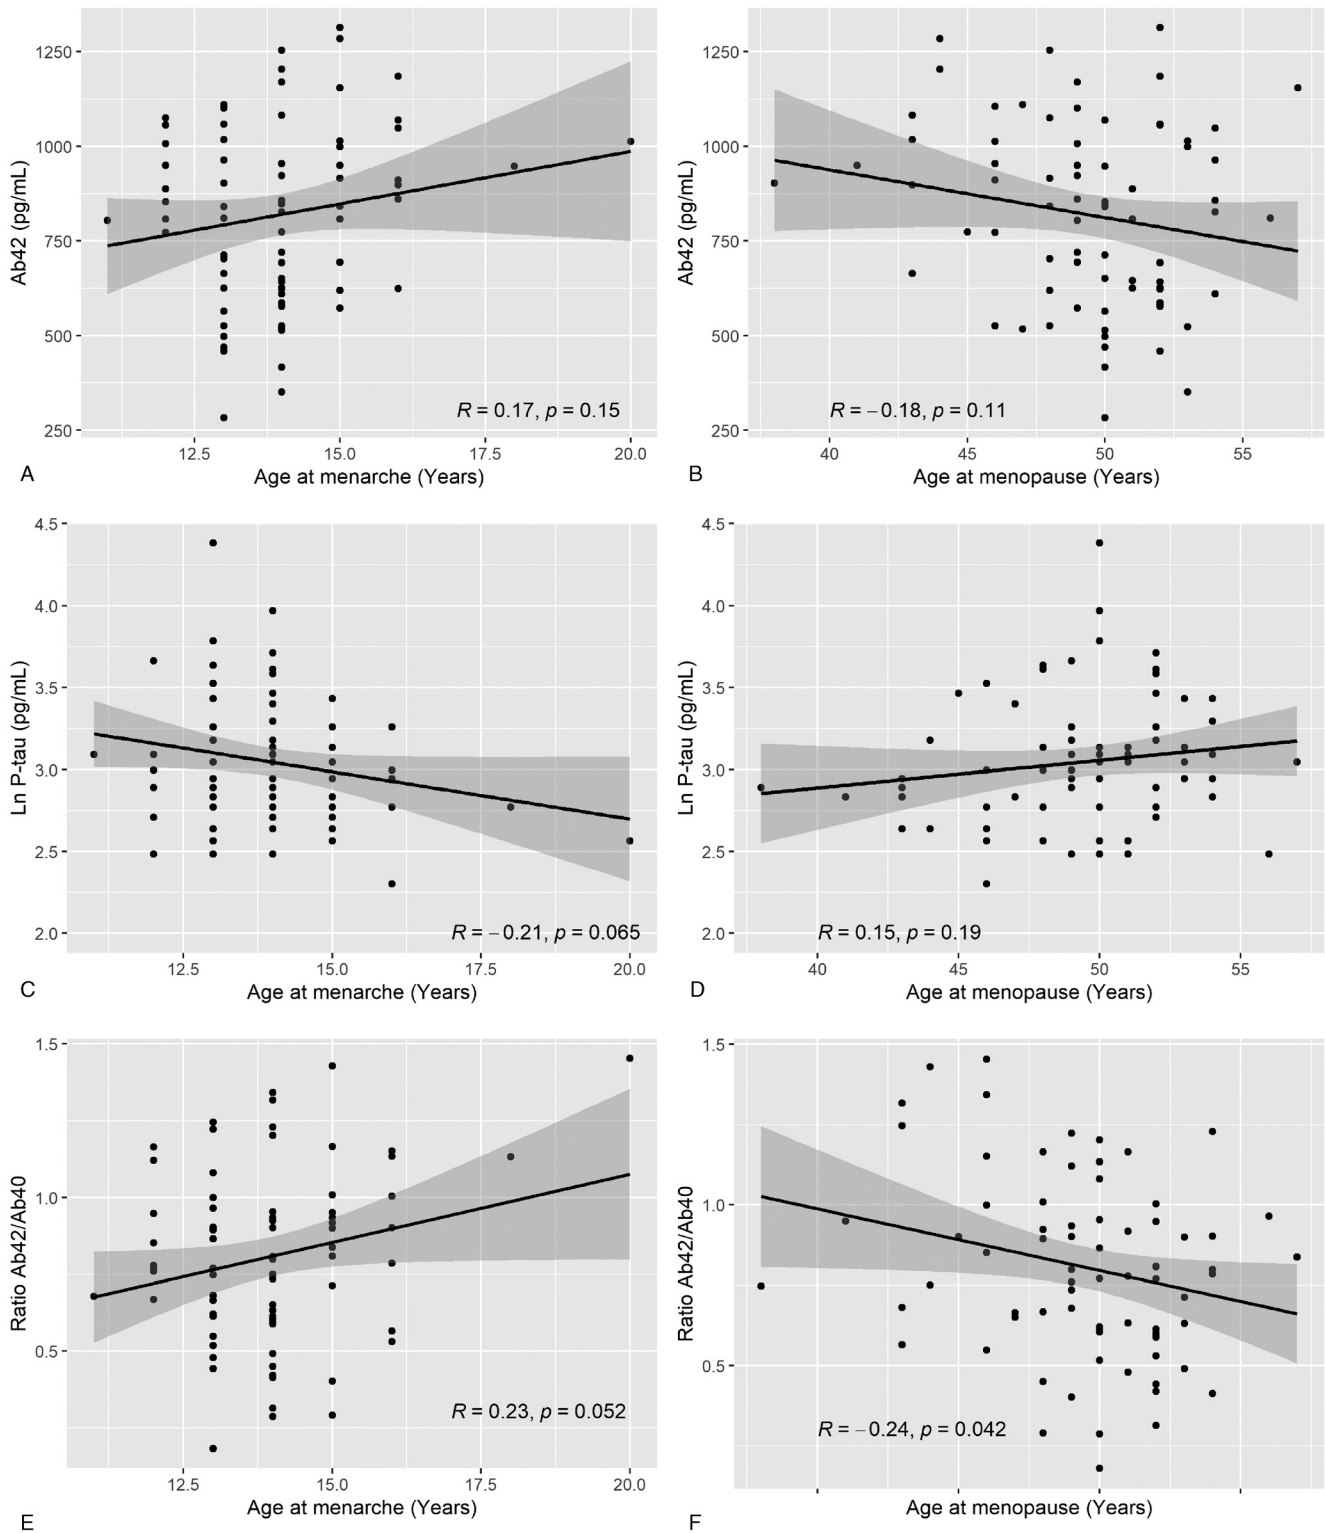 1250
1000
750
500
250
Ab42 (pg/mL)
R = 0.17, p = 0.15
12.5 15.0 17.5 20.0
Age at menarche (Years)
A
1250
1000
750
500
250
Ab42 (pg/mL)
R = −0.18, p = 0.11
40 45 50 55
Age at menopause (Years)
B
4.5
4.0
3.5
3.0
2.5
2.0
Ln P-tau (pg/mL)
R = −0.21, p = 0.065
12.5 15.0 17.5 20.0
Age at menarche (Years)
C
4.5
4.0
3.5
3.0
2.5
2.0
Ln P-tau (pg/mL)
R = 0.15, p = 0.19
40 45 50 55
Age at menopause (Years)
D
1.5
1.0
0.5
Ratio Ab42/Ab40
R = 0.23, p = 0.052
12.5 15.0 17.5 20.0
Age at menarche (Years)
E
1.5
1.0
0.5
Ratio Ab42/Ab40
R = −0.24, p = 0.042
Age at menopause (Years)
F